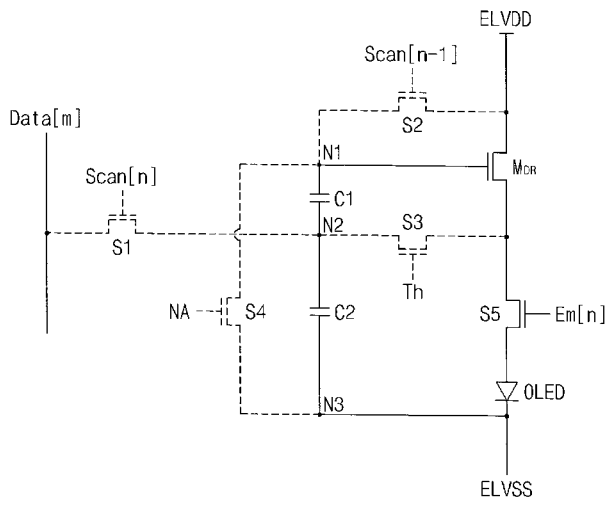 ELVDD
Scan[n-1]
S2
Data[m]
Scan[n]
N1
MDR
C1
S1
N2
S3
Th
NA
S4
C2
S5
Em[n]
N3
OLED
ELVSS